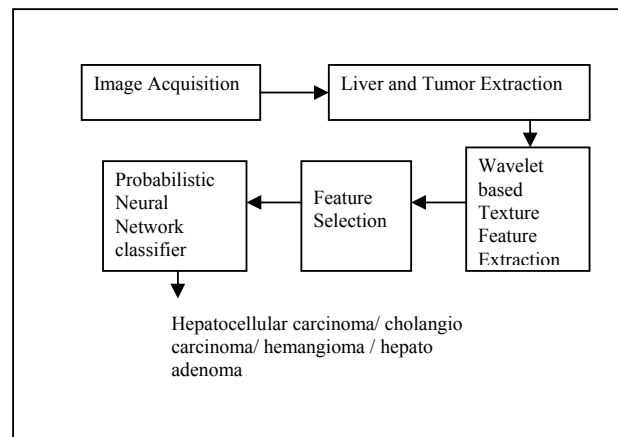 Image Acquisition
Liver and Tumor Extraction
Wavelet
based
Texture
Feature
Extraction
Feature
Selection
Probabilistic
Neural
Network
classifier
Hepatocellular carcinoma/ cholangio
carcinoma/ hemangioma / hepato
adenoma